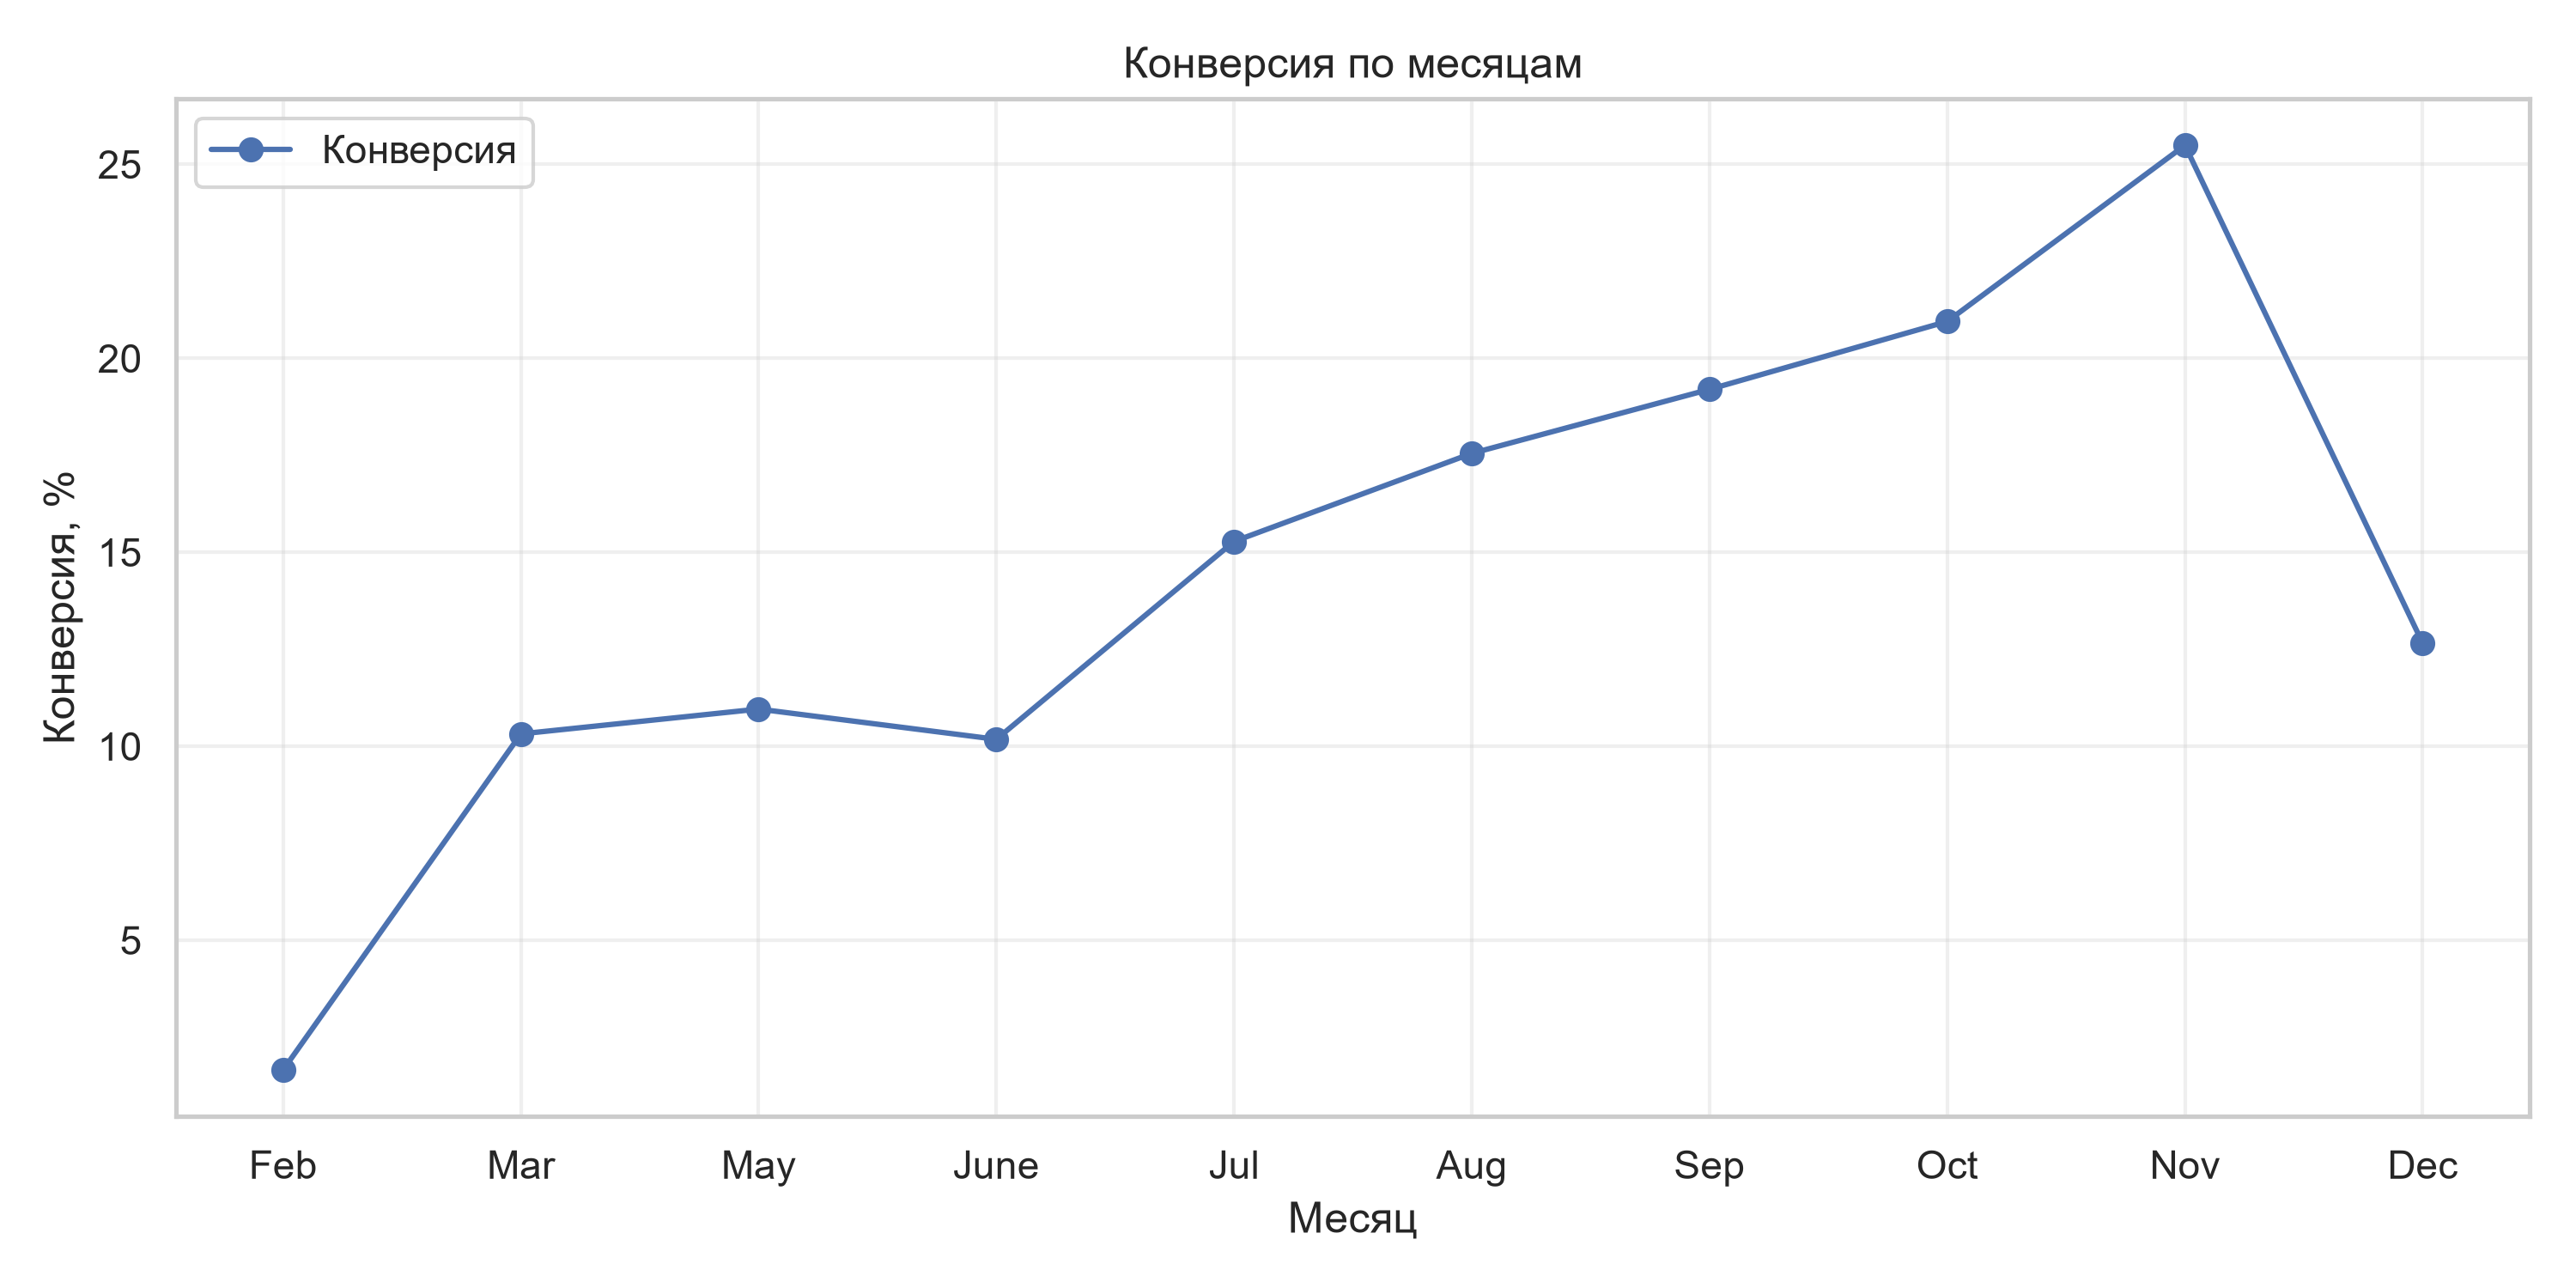 Конверсия по месяцам
Конверсия
Конверсия, %
25
20
15
10
5
Feb Mar May June Jul Aug Sep Oct Nov Dec
Месяц